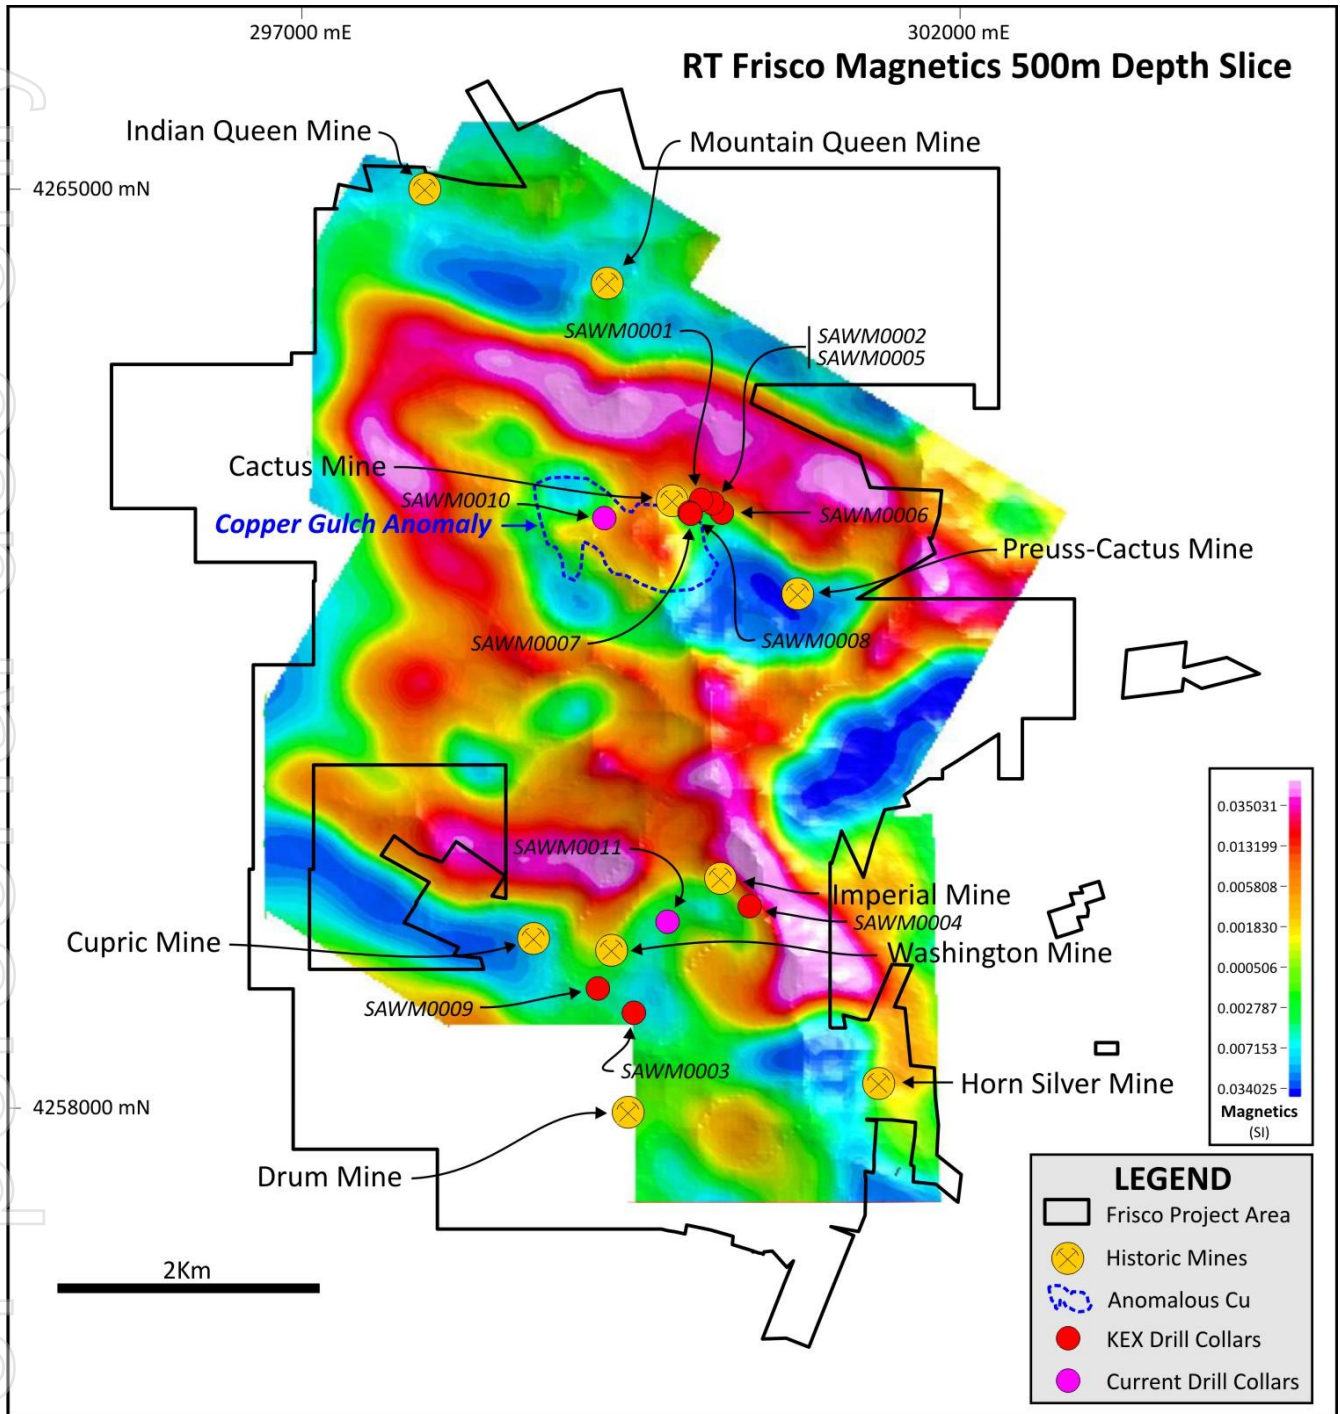 297000 mE
302000 mE
RT Frisco Magnetics 500m Depth Slice
Indian Queen Mine
Mountain Queen Mine
4265000 mN
SAWM0001
SAWM0002
SAWM0005
Cactus Mine
SAWM0010
SAWM0006
Copper Gulch Anomaly
Preuss-Cactus Mine
SAWM0007
SAWM0008
SAWM0011
Imperial Mine
SAWM0004
Cupric Mine
Washington Mine
SAWM0009
SAWM0003
Horn Silver Mine
4258000 mN
Drum Mine
2Km
0.035031
0.013199
0.005808
0.001830
0.000506
0.002787
0.007153
0.034025
Magnetics
(SI)
LEGEND
Frisco Project Area
Historic Mines
Anomalous Cu
KEX Drill Collars
Current Drill Collars